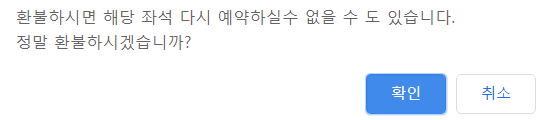 환불하시면 해당 좌석 다시 예약하실수 없을 수 도 있습니다.
정말 환불하시겠습니까?
확인 취소